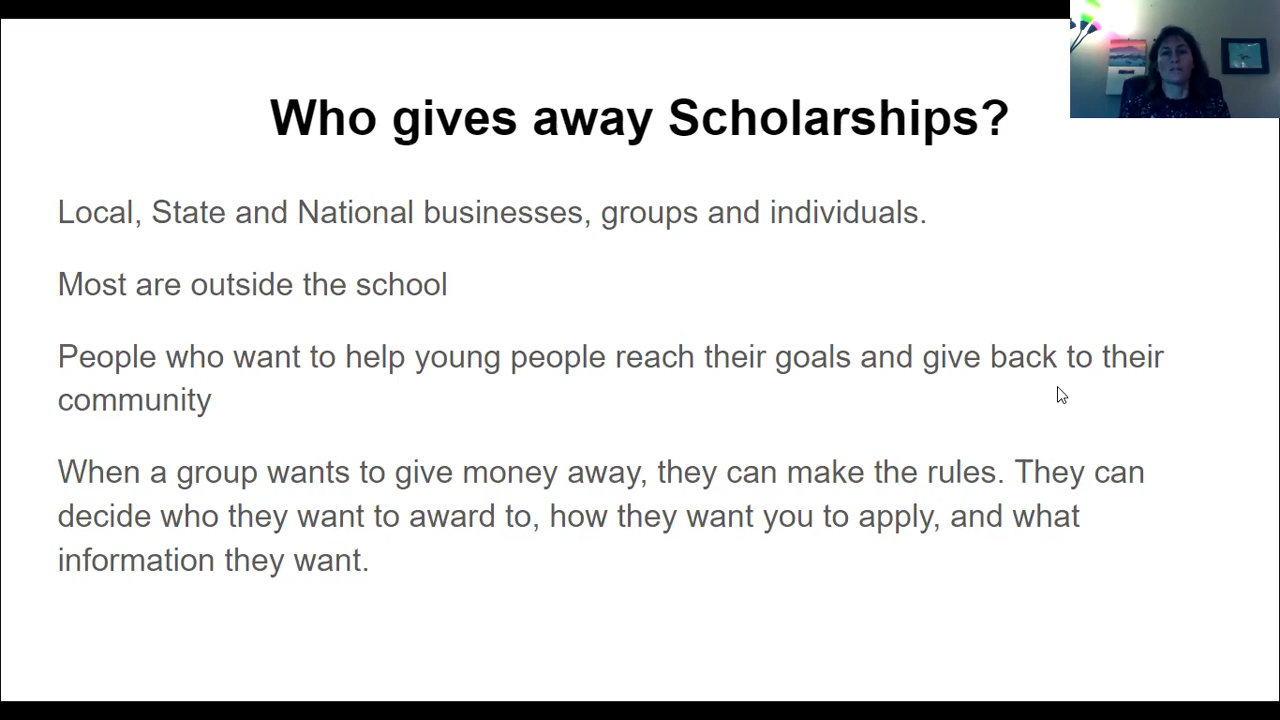 Who gives away Scholarships?
Local, State and National businesses, groups and individuals.
Most are outside the school
People who want to help young people reach their goals and give back to their
community
When a group wants to give money away, they can make the rules. They can
decide who they want to award to, how they want you to apply, and what
information they want.